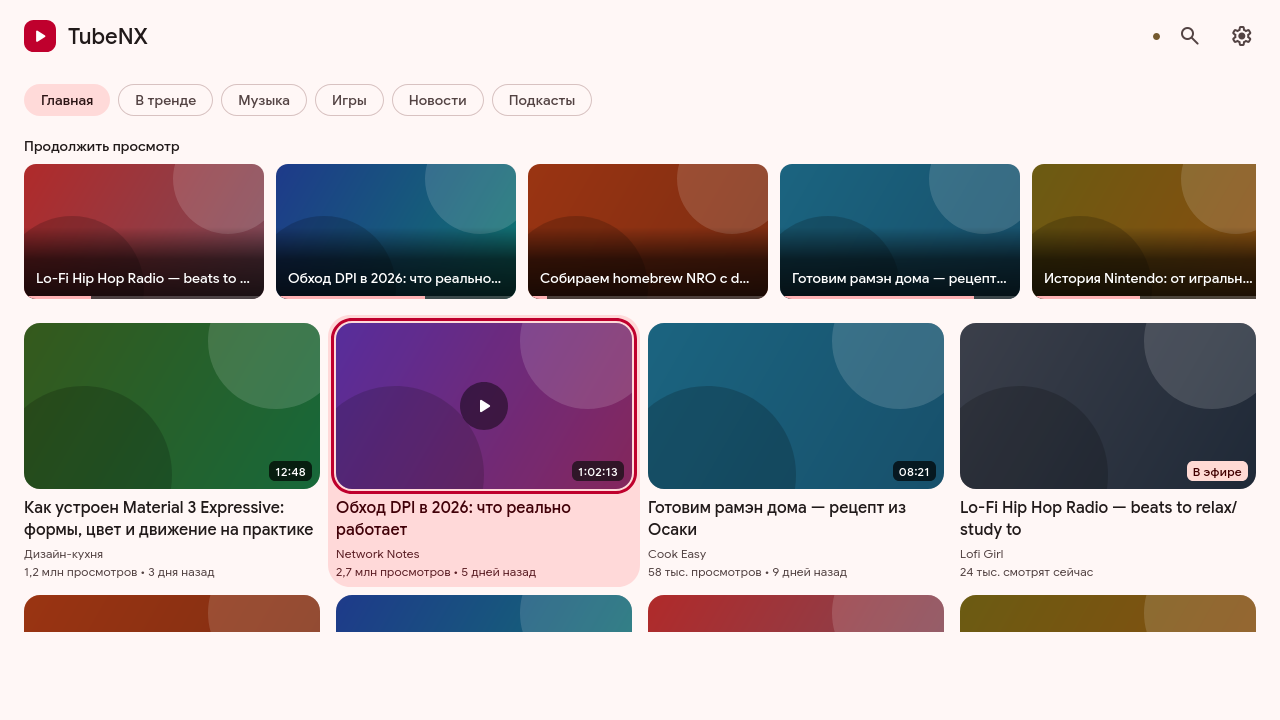 TubeNX
Главная
В тренде
Музыка
Игры
Новости
Подкасты
Продолжить просмотр
Lo-Fi Hip Hop Radio — beats to ...
Обход DPI в 2026: что реально...
Собираем homebrew NRO с d...
Готовим рамэн дома — рецепт...
История Nintendo: от игральн...
12:48
1:02:13
08:21
В эфире
Как устроен Material 3 Expressive:
формы, цвет и движение на практике
Дизайн-кухня
1,2 млн просмотров • 3 дня назад
Обход DPI в 2026: что реально
работает
Network Notes
2,7 млн просмотров • 5 дней назад
Готовим рамэн дома — рецепт из
Осаки
Cook Easy
58 тыс. просмотров • 9 дней назад
Lo-Fi Hip Hop Radio — beats to relax/
study to
Lofi Girl
24 тыс. смотрят сейчас